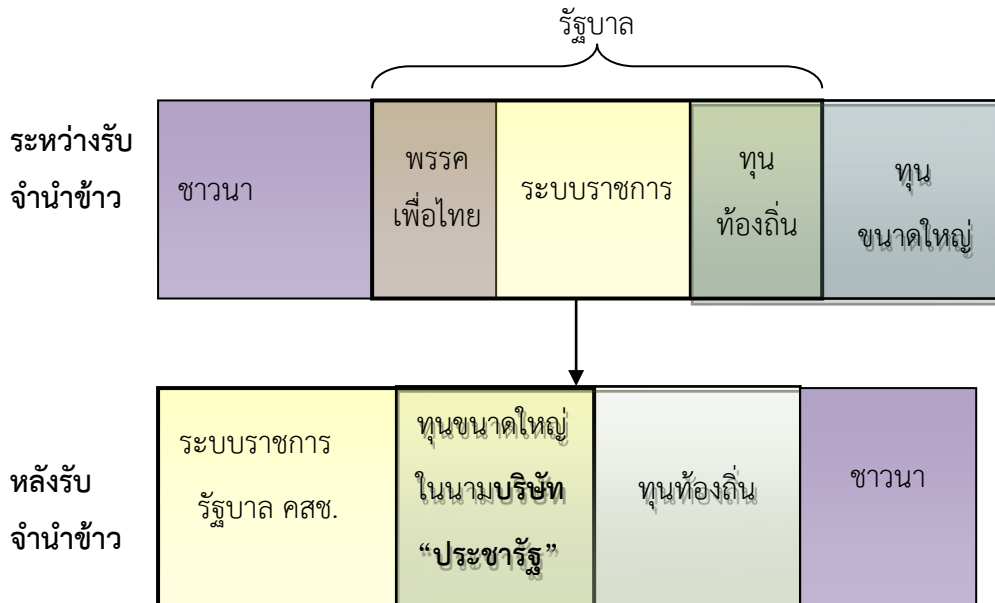 รัฐบาล
ระหว่างรับ
จำนำข้าว
ชาวนา
พรรค
เพื่อไทย
ระบบราชการ
ทุน
ท้องถิ่น
ทุน
ขนาดใหญ่
หลังรับ
จำนำข้าว
ระบบราชการ
รัฐบาล คสช.
ทุนขนาดใหญ่
ในนามบริษัท
“ประชารัฐ”
ทุนท้องถิ่น
ชาวนา